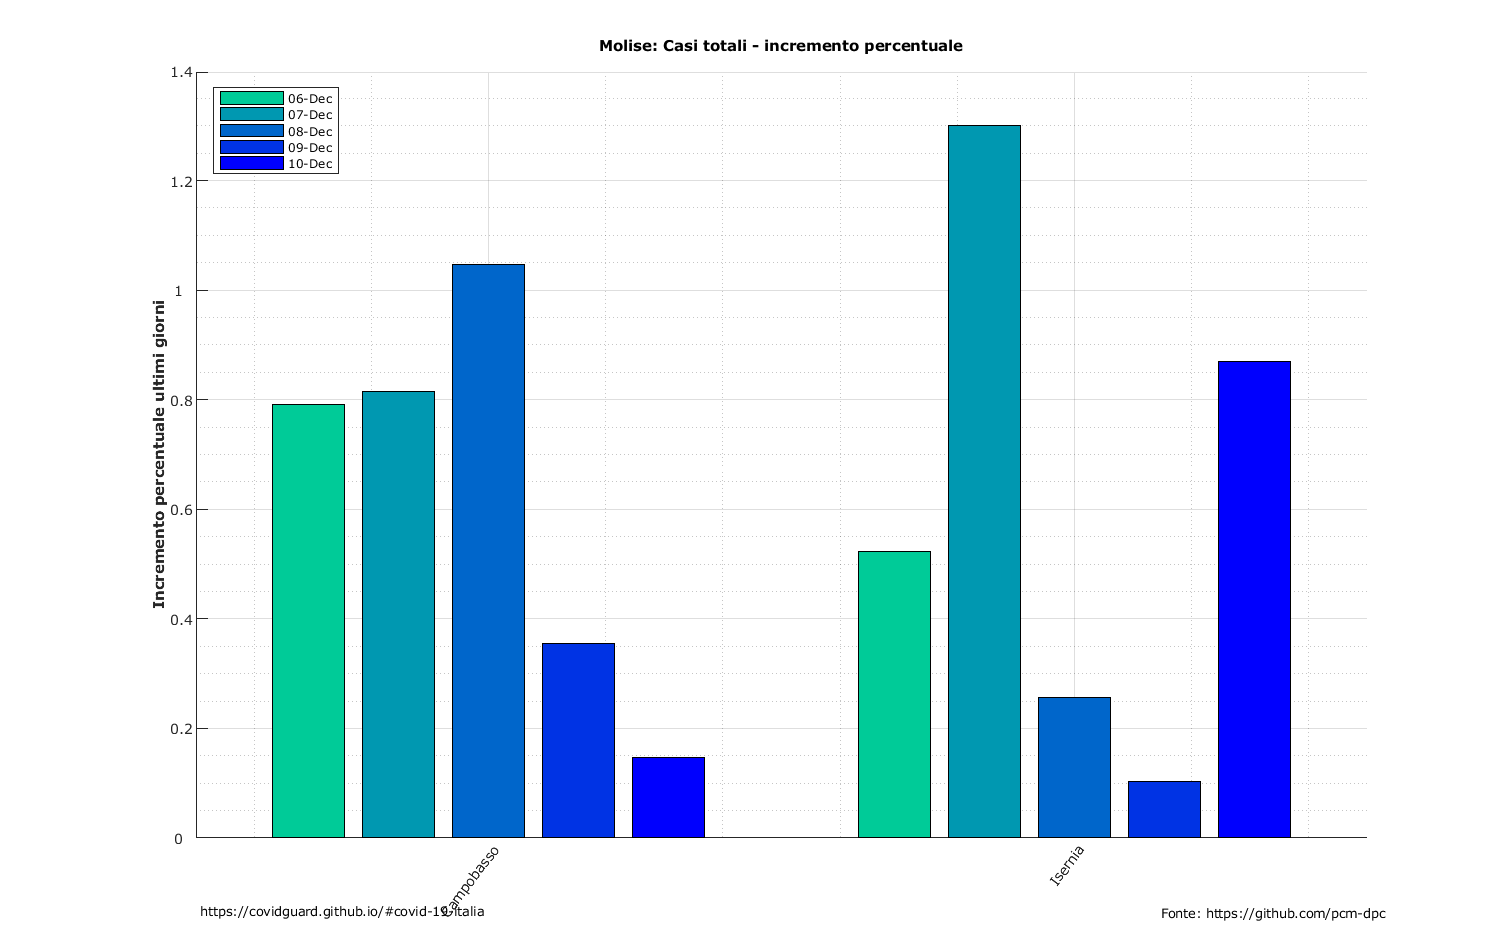 Molise: Casi totali - incremento percentuale
1.4
1.2
1
0.8
0.6
0.4
0.2
0
Incremento percentuale ultimi giorni
06-Dec
07-Dec
08-Dec
09-Dec
10-Dec
Campobasso
Isernia
https://covidguard.github.io/#covid-19-italia
Fonte: https://github.com/pcm-dpc